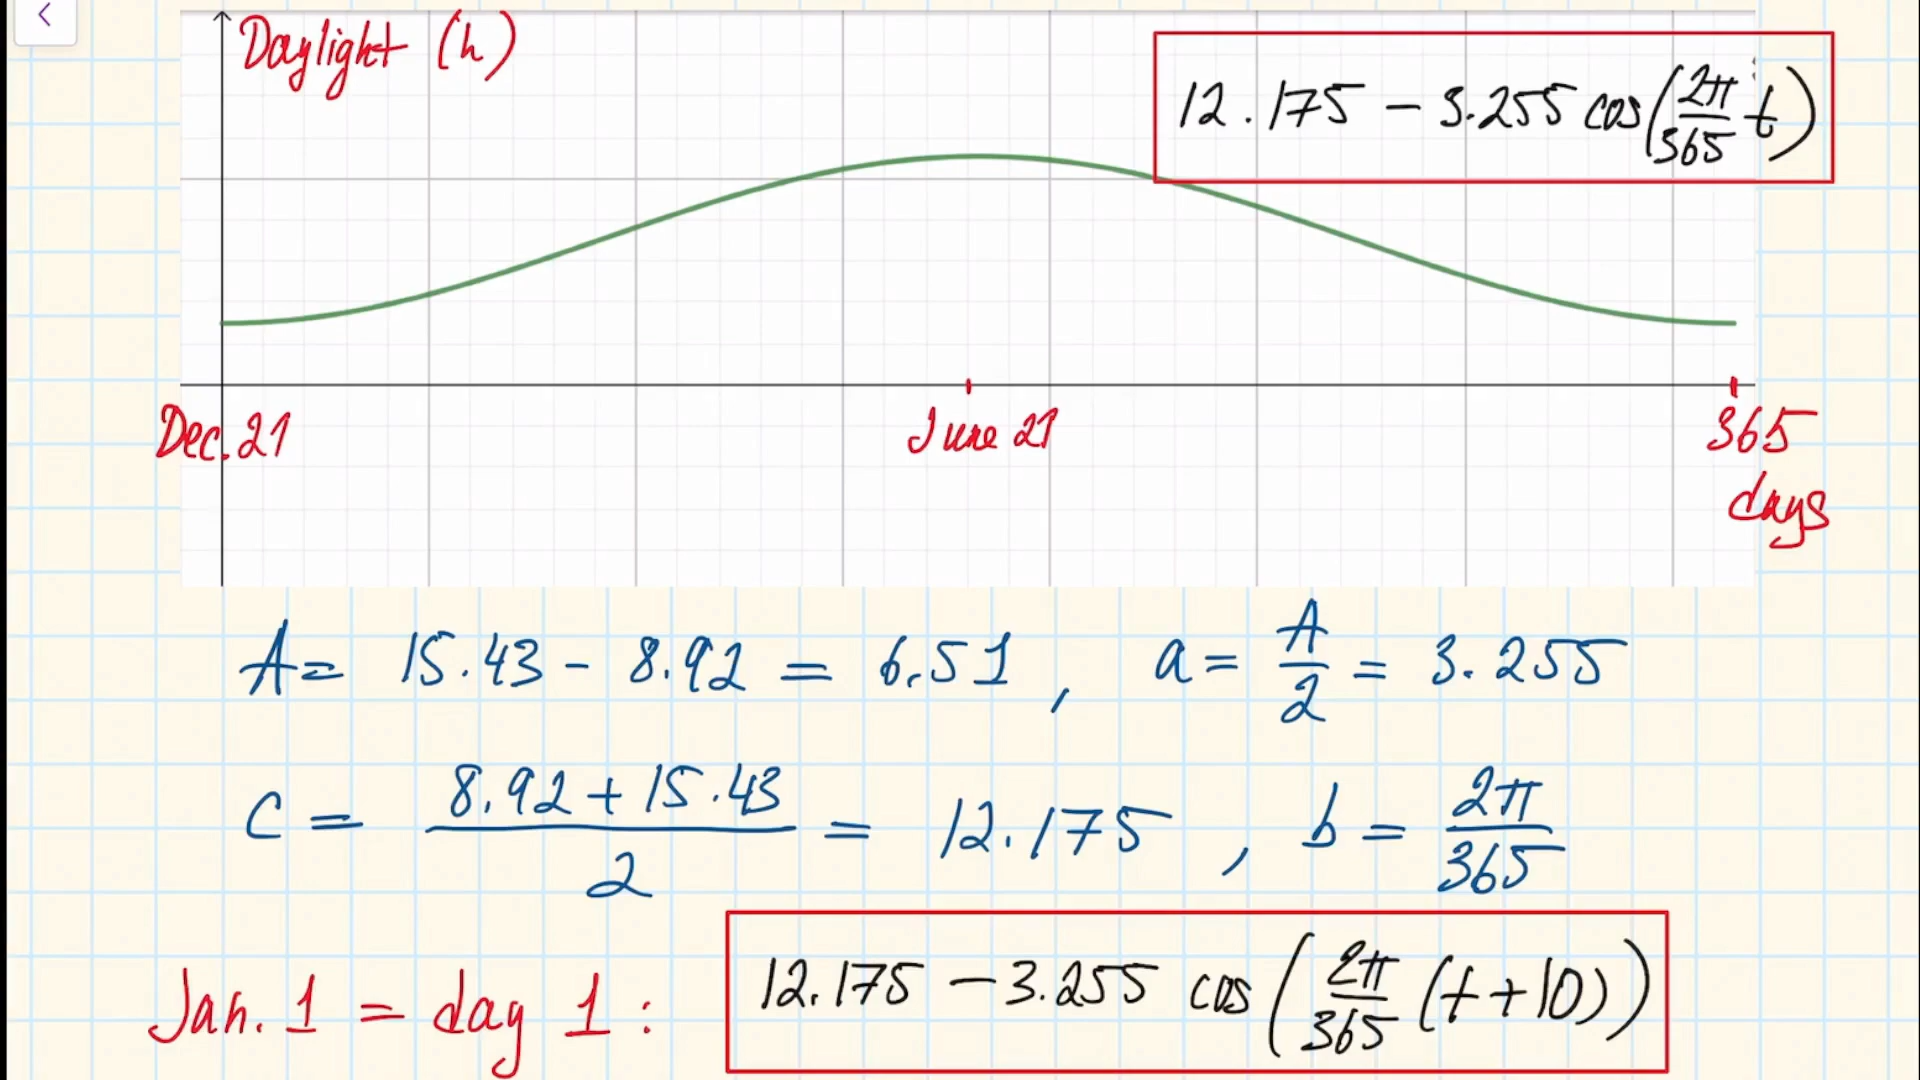 Daylight (h)
12.175 - 3.255 cos(2π/365 t)
Dec. 21
June 21
365
days
A = 15.43 - 8.92 = 6.51 , a = A/2 = 3.255
C = (8.92 + 15.43)/2 = 12.175 , b = 2π/365
Jan. 1 = day 1 : 12.175 - 3.255 cos(2π/365 (t + 10))